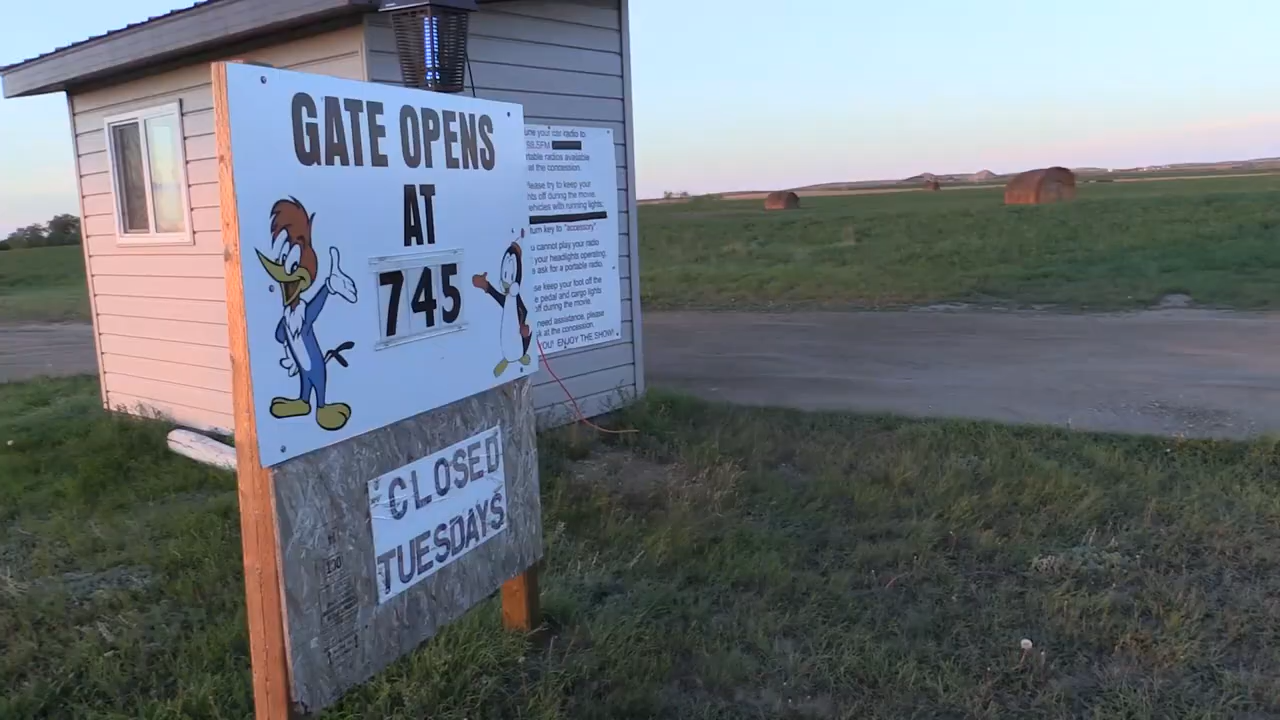 GATE OPENS
AT
745
CLOSED
TUESDAYS
une your car radio to
98.5FM
rtable radios available
at the concession.
lease try to keep your
hts off during the movie.
vehicles with running lights,
turn key to "accessory"
u cannot play your radio
your headlights operating.
ask for a portable radio.
se keep your foot off the
e pedal and cargo lights
off during the movie.
need assistance, please
k at the concession.
YOU! ENJOY THE SHOW!